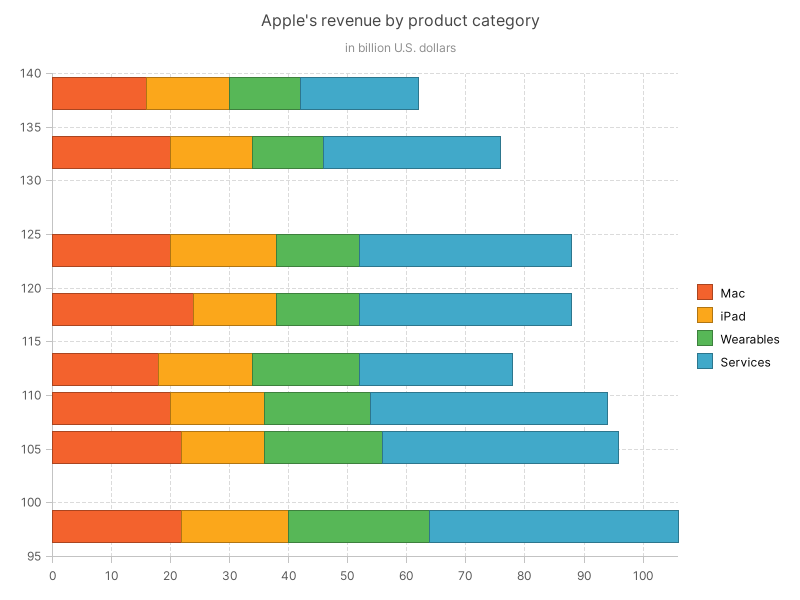 Apple's revenue by product category
in billion U.S. dollars
140
135
130
125
120
115
110
105
100
95
0 10 20 30 40 50 60 70 80 90 100
Mac
iPad
Wearables
Services